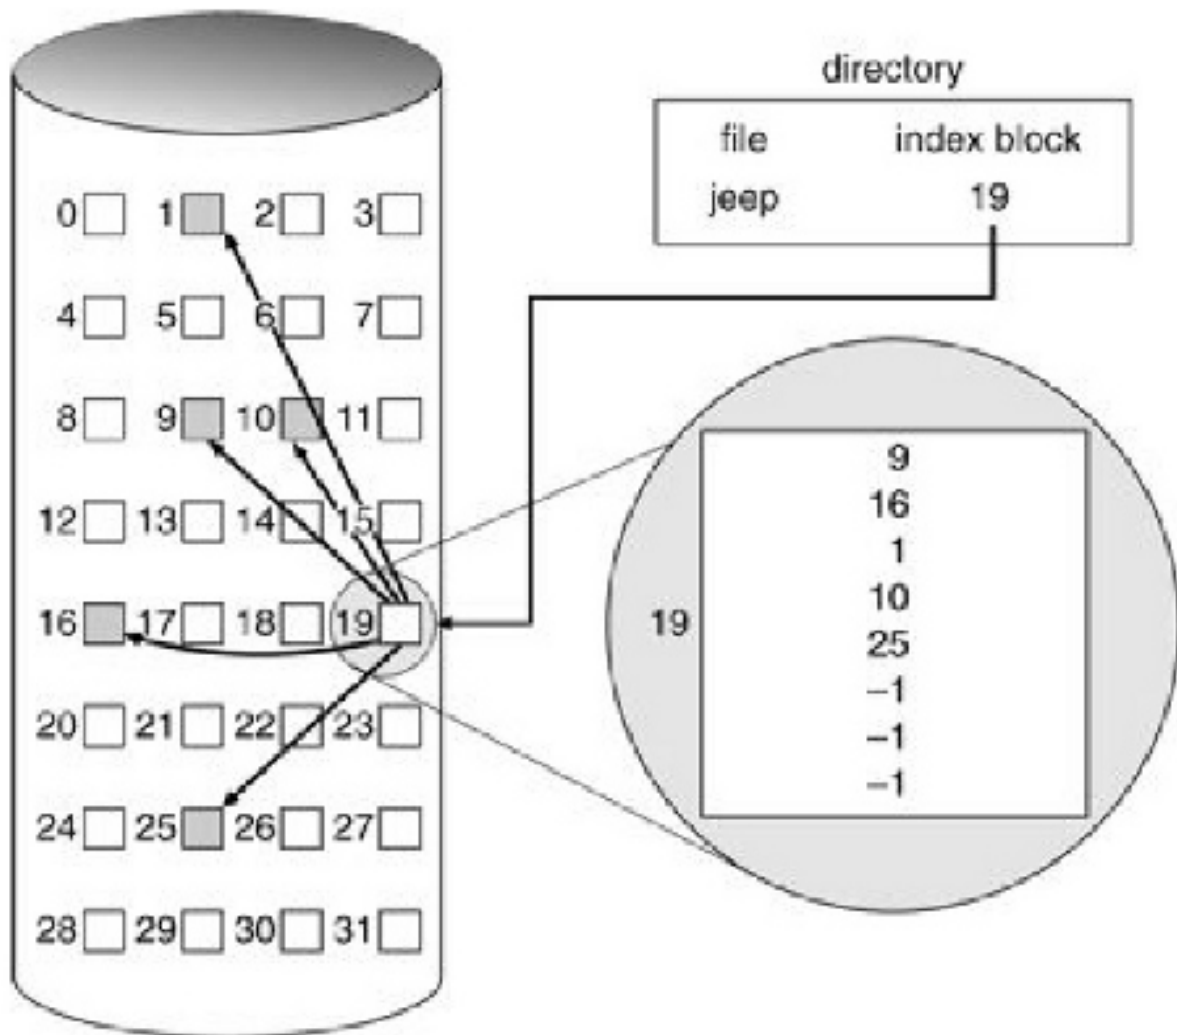 directory
file index block
jeep 19
0 1 2 3
4 5 6 7
8 9 10 11
12 13 14 15
16 17 18 19
20 21 22 23
24 25 26 27
28 29 30 31
19
9
16
1
10
25
–1
–1
–1